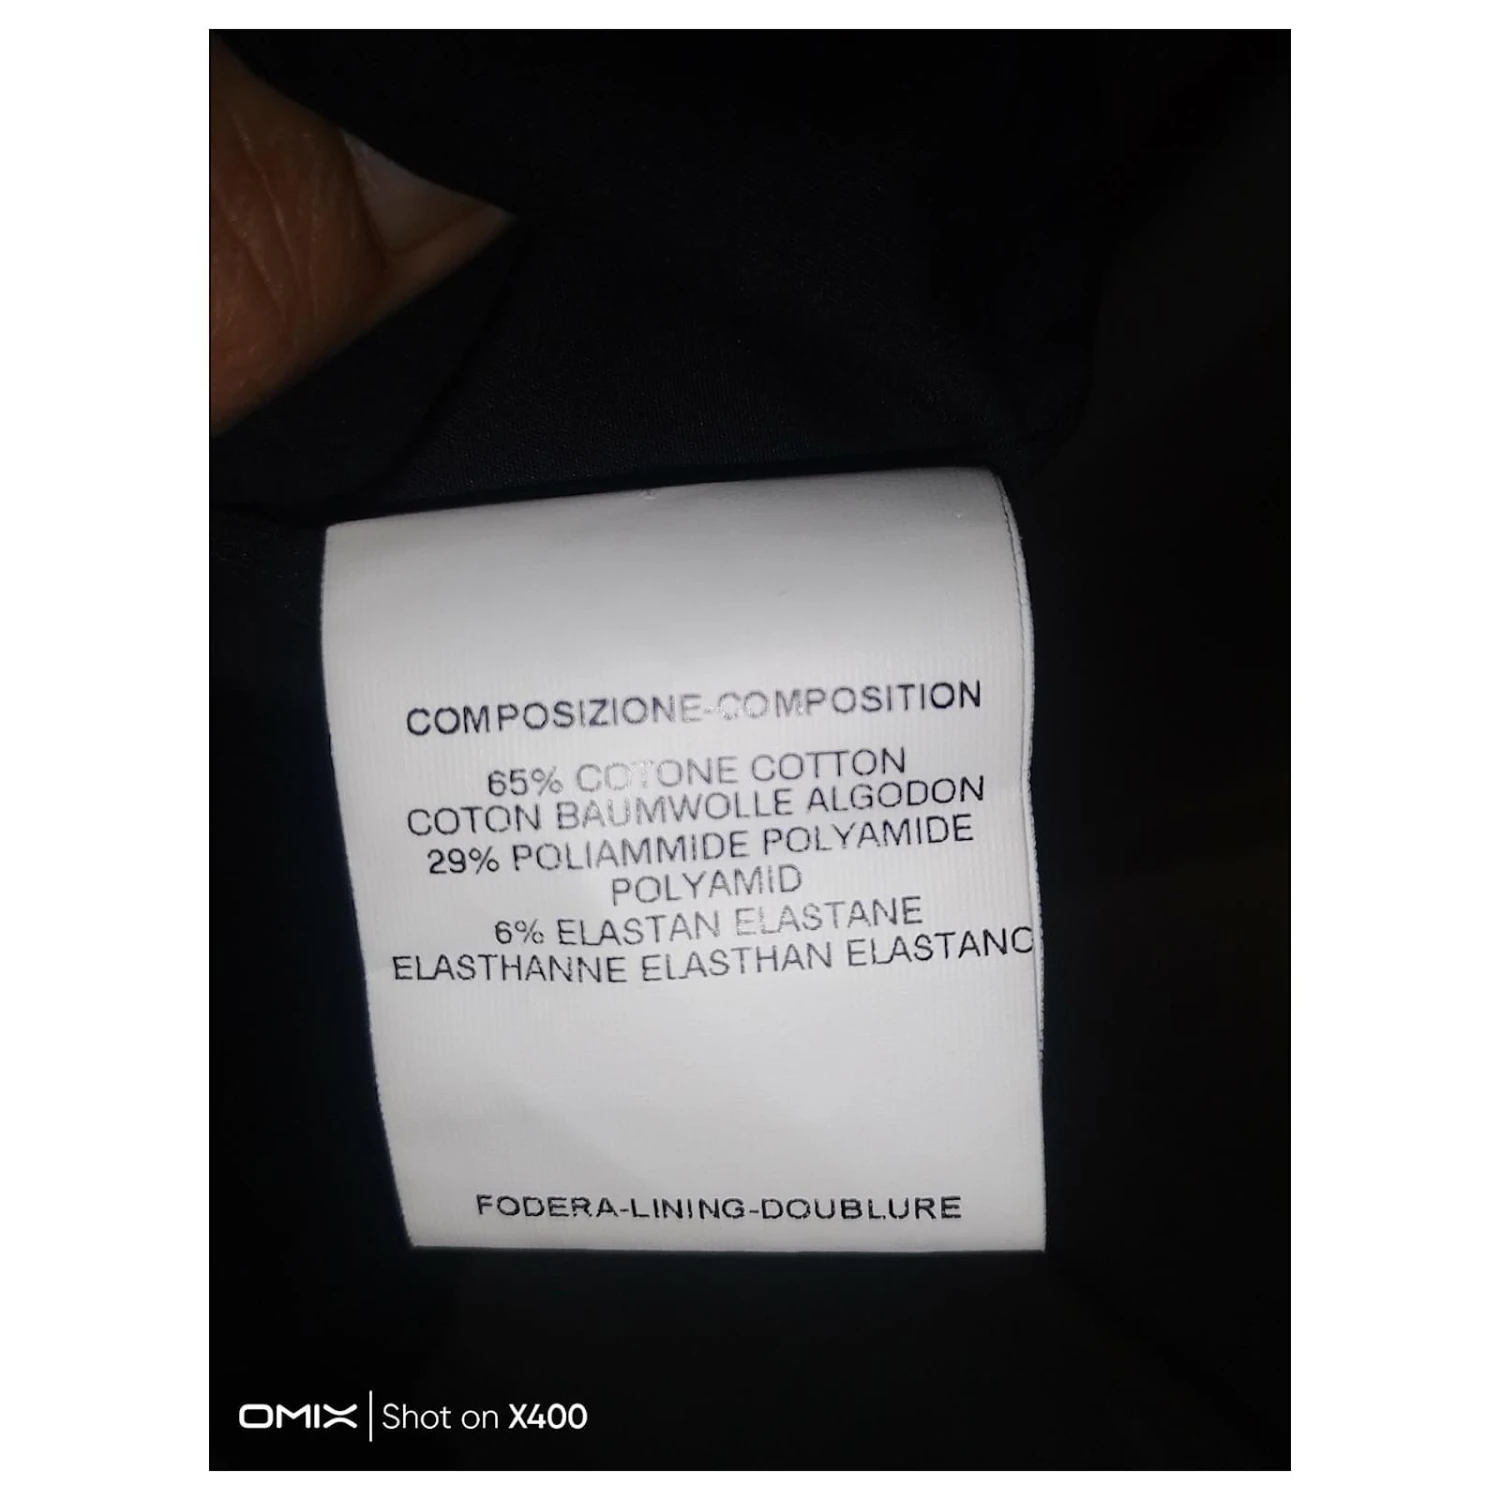 COMPOSIZIONE-COMPOSITION
65% COTONE COTTON
COTON BAUMWOLLE ALGODON
29% POLIAMMIDE POLYAMIDE
POLYAMID
6% ELASTAN ELASTANE
ELASTHANNE ELASTHAN ELASTANO
FODERA-LINING-DOUBLURE
OMIX | Shot on X400